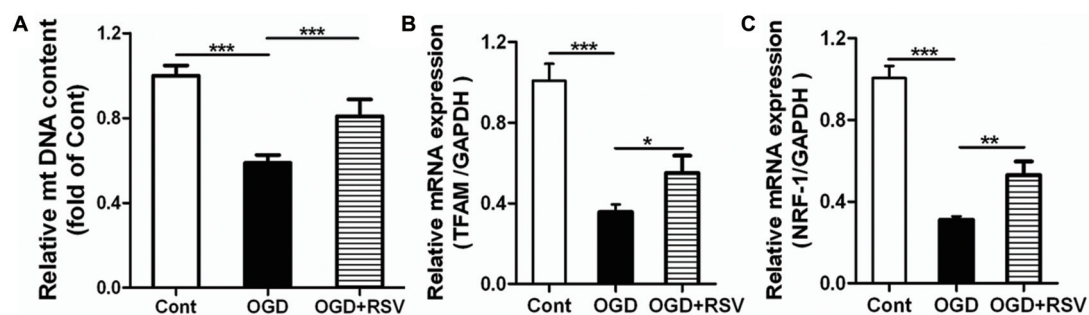 A
Relative mt DNA content
(fold of Cont)
1.2
0.8
0.4
0.0
***
***
Cont
OGD
OGD+RSV
B
Relative mRNA expression
( TFAM /GAPDH )
1.2
0.8
0.4
0.0
***
*
Cont
OGD
OGD+RSV
C
Relative mRNA expression
(NRF-1/GAPDH )
1.2
0.8
0.4
0.0
***
**
Cont
OGD
OGD+RSV